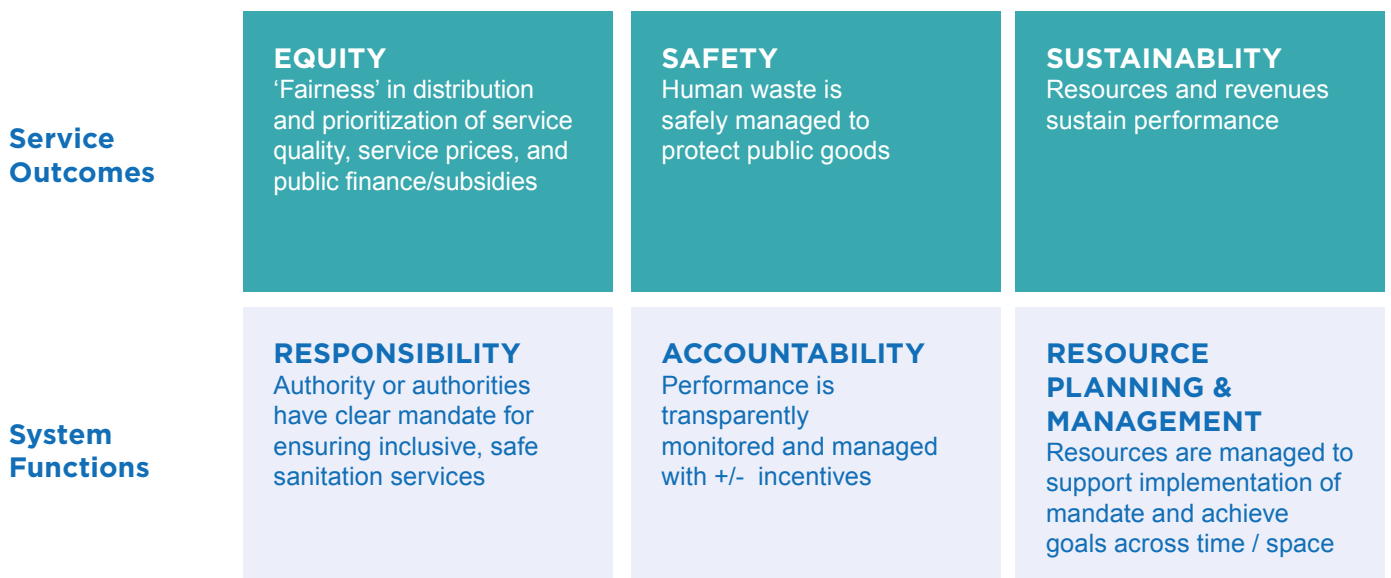 Service
Outcomes
EQUITY
‘Fairness’ in distribution
and prioritization of service
quality, service prices, and
public finance/subsidies
SAFETY
Human waste is
safely managed to
protect public goods
SUSTAINABLITY
Resources and revenues
sustain performance
System
Functions
RESPONSIBILITY
Authority or authorities
have clear mandate for
ensuring inclusive, safe
sanitation services
ACCOUNTABILITY
Performance is
transparently
monitored and managed
with +/-  incentives
RESOURCE
PLANNING &
MANAGEMENT
Resources are managed to
support implementation of
mandate and achieve
goals across time / space